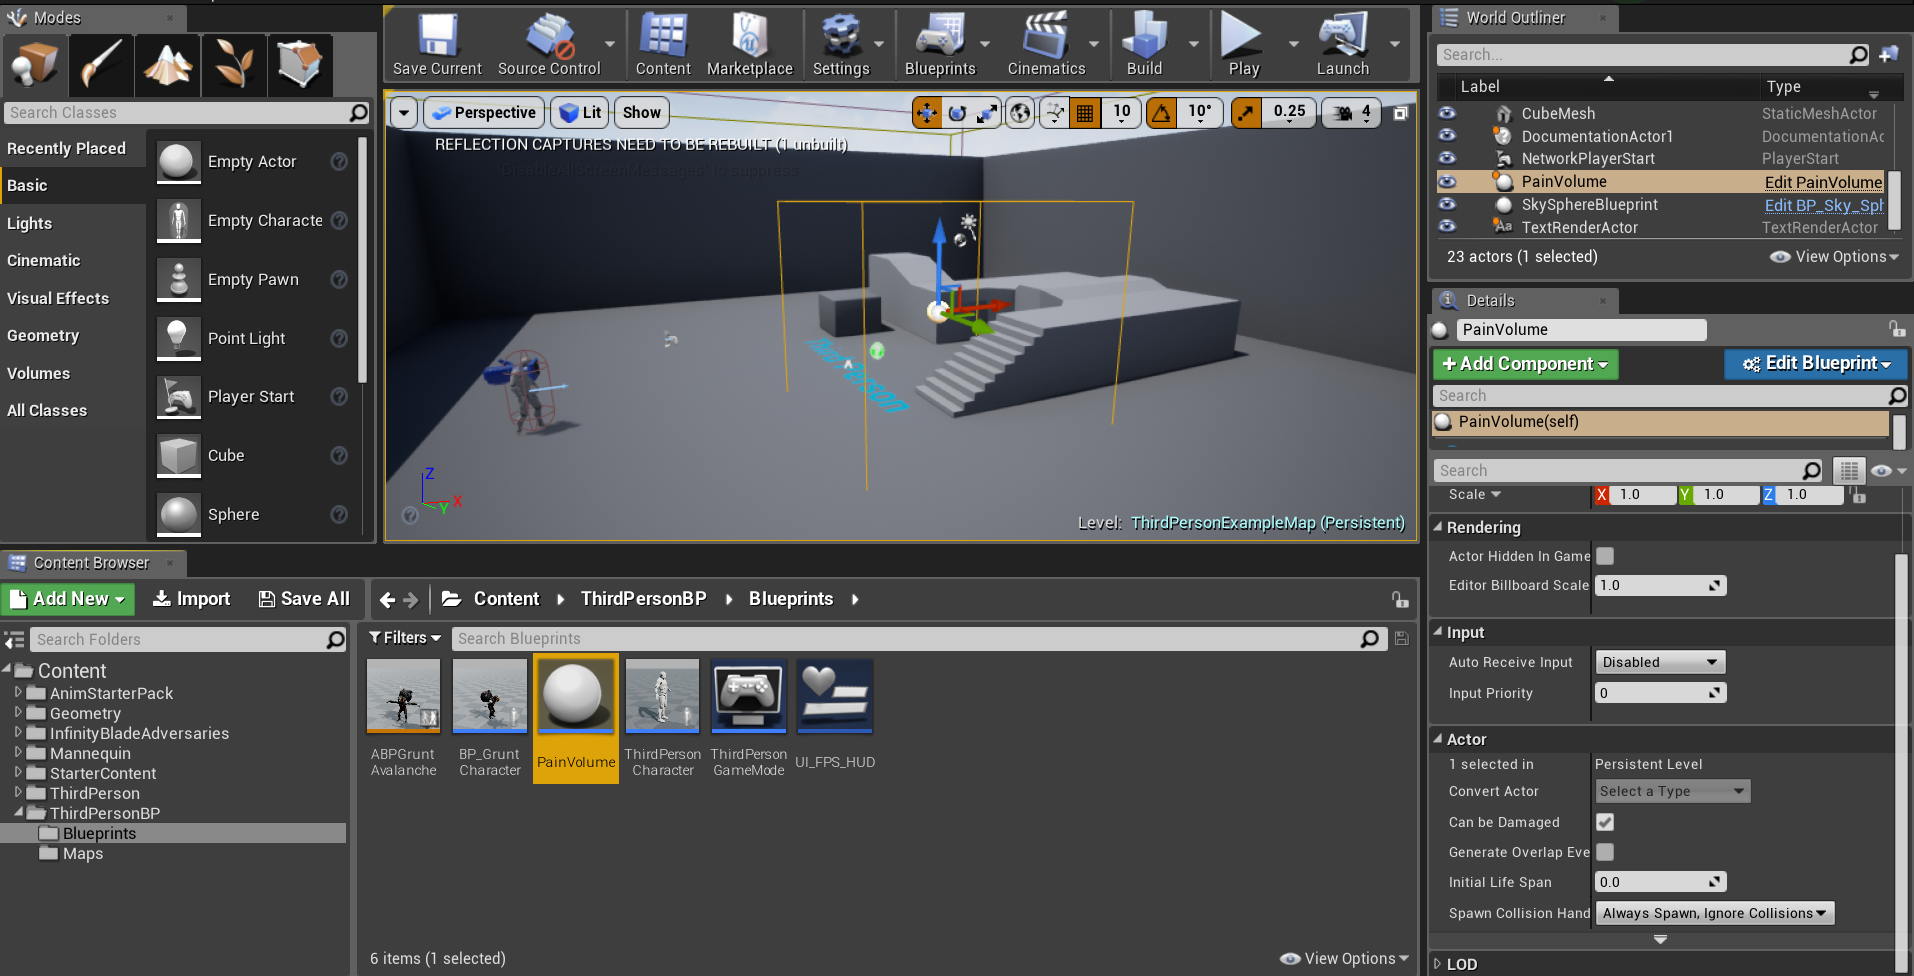 Modes
Save Current
Source Control
Content
Marketplace
Settings
Blueprints
Cinematics
Build
Play
Launch
Search Classes
Recently Placed
Basic
Lights
Cinematic
Visual Effects
Geometry
Volumes
All Classes
Empty Actor
Empty Characte
Empty Pawn
Point Light
Player Start
Cube
Sphere
Perspective
Lit
Show
10
10°
0.25
4
REFLECTION CAPTURES NEED TO BE REBUILT (1 unbuilt)
'DisableAllScreenMessages' to suppress
ThirdPerson
Z
X
Y
Level: ThirdPersonExampleMap (Persistent)
World Outliner
Search...
Label Type
CubeMesh StaticMeshActor
DocumentationActor1 DocumentationAc
NetworkPlayerStart PlayerStart
PainVolume Edit PainVolume
SkySphereBlueprint Edit BP_Sky_Sph
TextRenderActor TextRenderActor
23 actors (1 selected)
View Options
Details
PainVolume
+ Add Component
Edit Blueprint
Search
PainVolume(self)
Search
Scale X 1.0 Y 1.0 Z 1.0
Rendering
Actor Hidden In Game
Editor Billboard Scale 1.0
Input
Auto Receive Input Disabled
Input Priority 0
Actor
1 selected in Persistent Level
Convert Actor Select a Type
Can be Damaged
Generate Overlap Eve
Initial Life Span 0.0
Spawn Collision Hand Always Spawn, Ignore Collisions
LOD
Content Browser
Add New
Import
Save All
Content
ThirdPersonBP
Blueprints
Search Folders
Filters
Search Blueprints
Content
AnimStarterPack
Geometry
InfinityBladeAdversaries
Mannequin
StarterContent
ThirdPerson
ThirdPersonBP
Blueprints
Maps
ABPGrunt
Avalanche
BP_Grunt
Character
PainVolume
ThirdPerson
Character
ThirdPerson
GameMode
UI_FPS_HUD
6 items (1 selected)
View Options